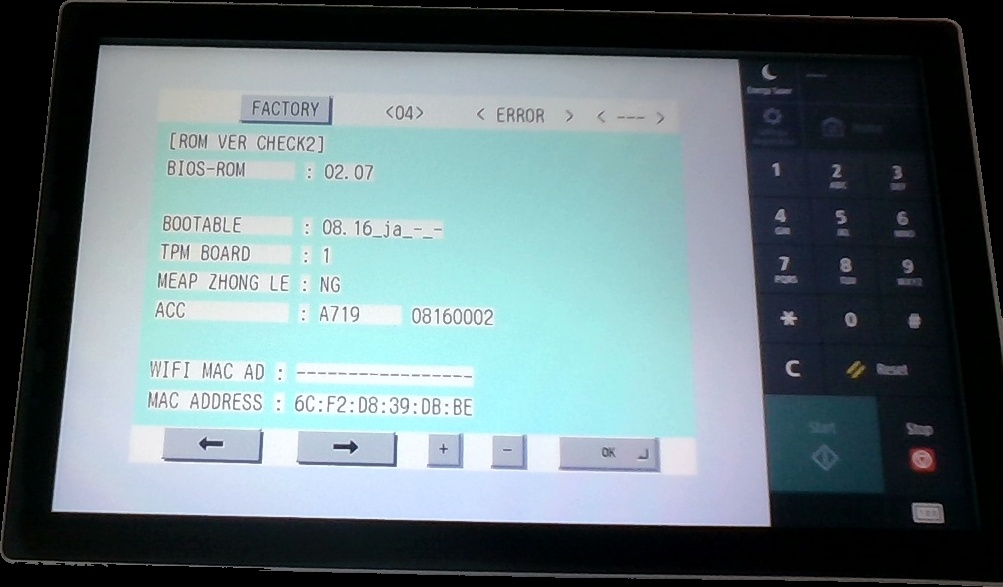 FACTORY <04> < ERROR > < --- >
[ROM VER CHECK2]
BIOS-ROM : 02.07
BOOTABLE : 08.16_ja_-_-
TPM BOARD : 1
MEAP ZHONG LE : NG
ACC : A719 08160002
WIFI MAC AD : -----------------
MAC ADDRESS : 6C:F2:D8:39:DB:BE
← → + - OK
Energy Saver
1 2 ABC 3 DEF
4 GHI 5 JKL 6 MNO
7 PQRS 8 TUV 9 WXYZ
* 0 #
C Reset
Start Stop